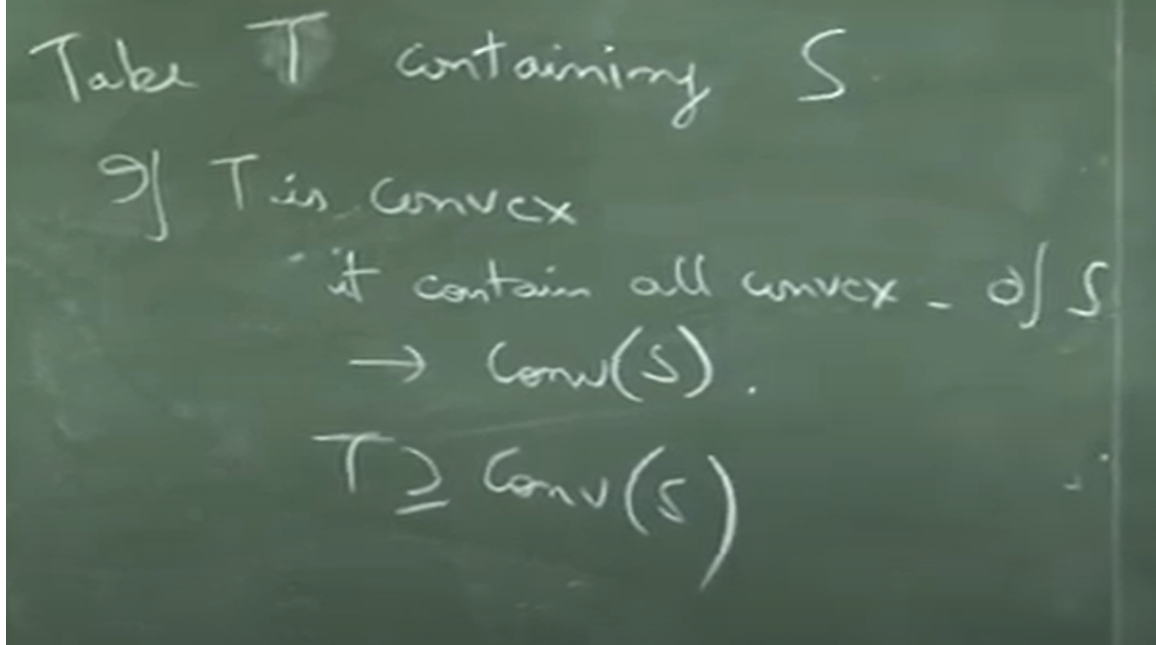 Take T containing S
If T is convex
it contain all convex - of S
→ Conv(S).
T ⊇ Conv(S)